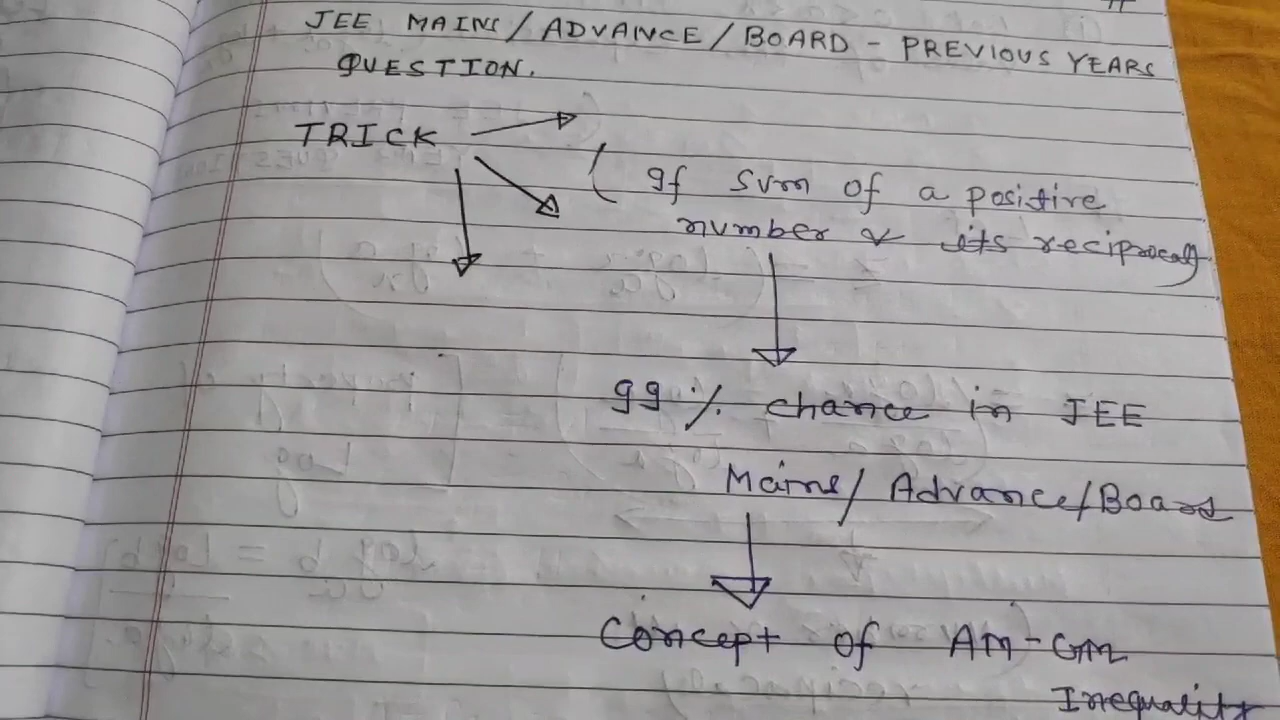 JEE MAINS/ADVANCE/BOARD - PREVIOUS YEARS
QUESTION.
TRICK
(If sum of a positive
number & its reciprocal)
99% chance in JEE
Mains/Advance/Board
Concept of AM-GM
Inequality